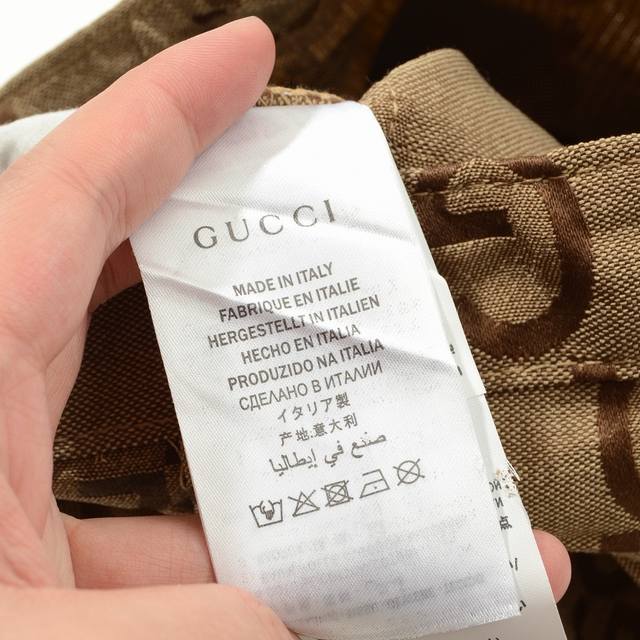 GUCCI
MADE IN ITALY
FABRIQUE EN ITALIE
HERGESTELLT IN ITALIEN
HECHO EN ITALIA
PRODUZIDO NA ITALIA
СДЕЛАНО В ИТАЛИИ
イタリア製
产地:意大利
صنع في إيطاليا